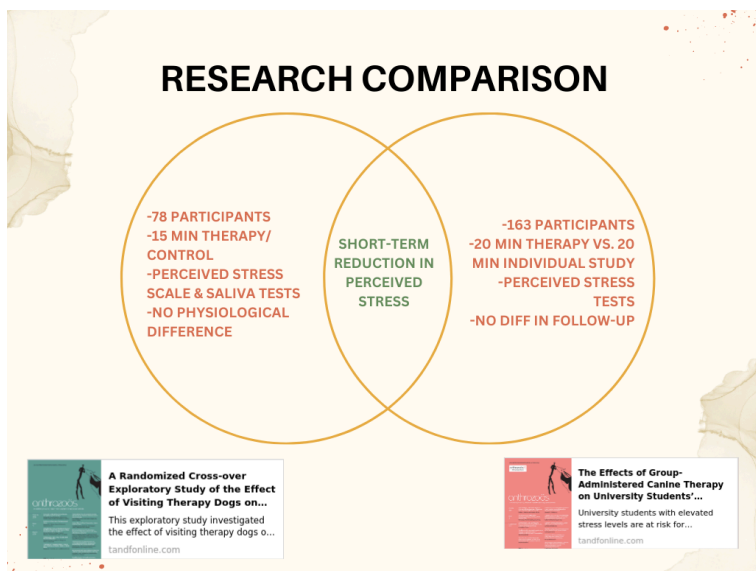 RESEARCH COMPARISON
-78 PARTICIPANTS
-15 MIN THERAPY/
CONTROL
-PERCEIVED STRESS
SCALE & SALIVA TESTS
-NO PHYSIOLOGICAL
DIFFERENCE
SHORT-TERM
REDUCTION IN
PERCEIVED
STRESS
-163 PARTICIPANTS
-20 MIN THERAPY VS. 20
MIN INDIVIDUAL STUDY
-PERCEIVED STRESS
TESTS
-NO DIFF IN FOLLOW-UP
anthrozoös
A Randomized Cross-over
Exploratory Study of the Effect
of Visiting Therapy Dogs on...
This exploratory study investigated
the effect of visiting therapy dogs o...
tandfonline.com
anthrozoös
The Effects of Group-
Administered Canine Therapy
on University Students’...
University students with elevated
stress levels are at risk for...
tandfonline.com